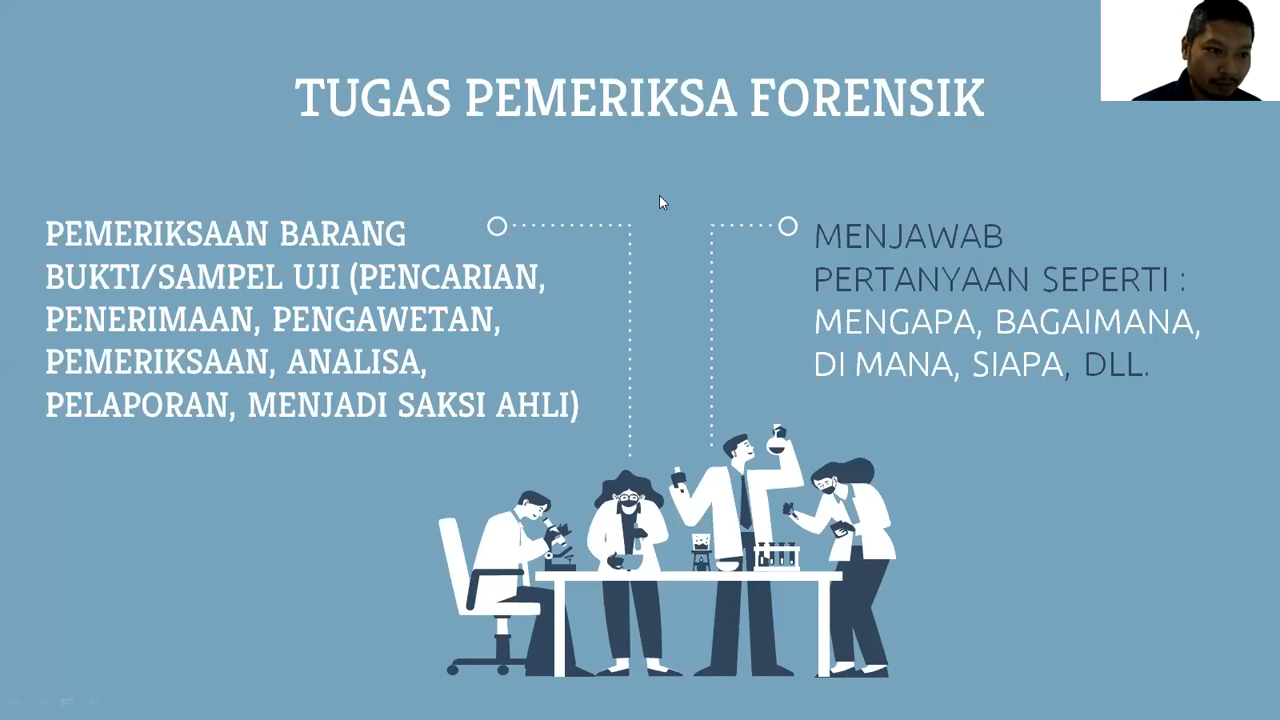 TUGAS PEMERIKSA FORENSIK
PEMERIKSAAN BARANG
BUKTI/SAMPEL UJI (PENCARIAN,
PENERIMAAN, PENGAWETAN,
PEMERIKSAAN, ANALISA,
PELAPORAN, MENJADI SAKSI AHLI)
MENJAWAB
PERTANYAAN SEPERTI :
MENGAPA, BAGAIMANA,
DI MANA, SIAPA, DLL.